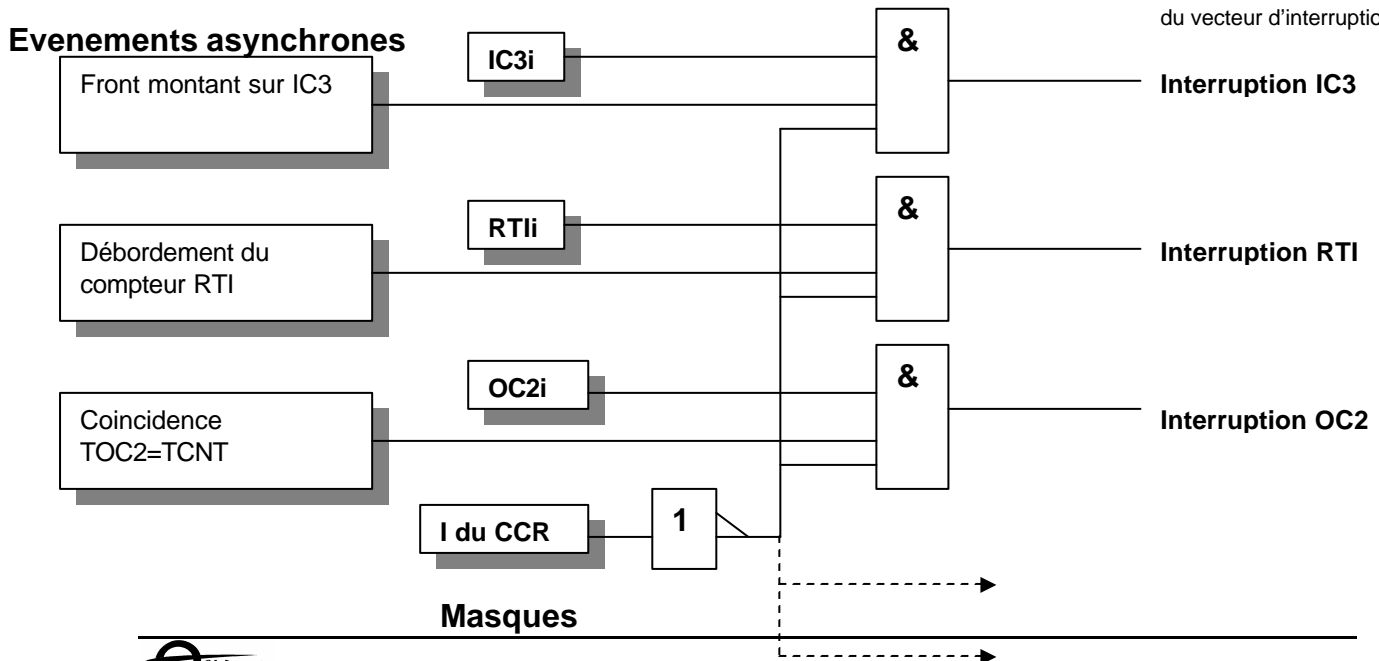 du vecteur d'interruptio
Evenements asynchrones
IC3i
&
Front montant sur IC3
Interruption IC3
RTIi
&
Débordement du
compteur RTI
Interruption RTI
OC2i
&
Coincidence
TOC2=TCNT
Interruption OC2
I du CCR
1
Masques